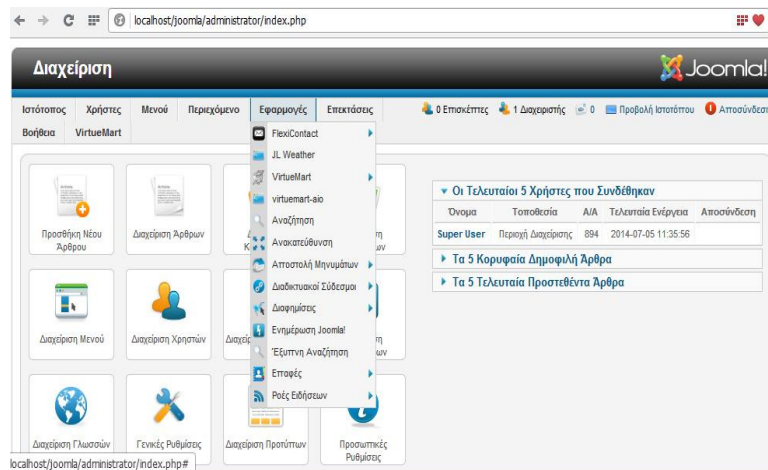 localhost/joomla/administrator/index.php
Διαχείριση
Joomla!
Ιστότοπος Χρήστες Μενού Περιεχόμενο Εφαρμογές Επεκτάσεις 0 Επισκέπτες 1 Διαχειριστής 0 Προβολή Ιστοτόπου Αποσύνδεση
Βοήθεια VirtueMart
FlexiContact
JL Weather
VirtueMart
virtuemart-aio
Αναζήτηση
Ανακατεύθυνση
Αποστολή Μηνυμάτων
Διαδικτυακοί Σύδεσμοι
Διαφημίσεις
Ενημέρωση Joomla!
Έξυπνη Αναζήτηση
Επαφές
Ροές Ειδήσεων
Προσθήκη Νέου
Άρθρου
Διαχείριση Άρθρων
Διαχείριση Μενού
Διαχείριση Χρηστών
Διαχείριση Γλωσσών
Γενικές Ρυθμίσεις
Διαχείριση Προτύπων
Προσωπικές
Ρυθμίσεις
Οι Τελευταίοι 5 Χρήστες που Συνδέθηκαν
Όνομα Τοποθεσία Α/Α Τελευταία Ενέργεια Αποσύνδεση
Super User Περιοχή Διαχείρισης 894 2014-07-05 11:35:56
Τα 5 Κορυφαία Δημοφιλή Άρθρα
Τα 5 Τελευταία Προστεθέντα Άρθρα
localhost/joomla/administrator/index.php#